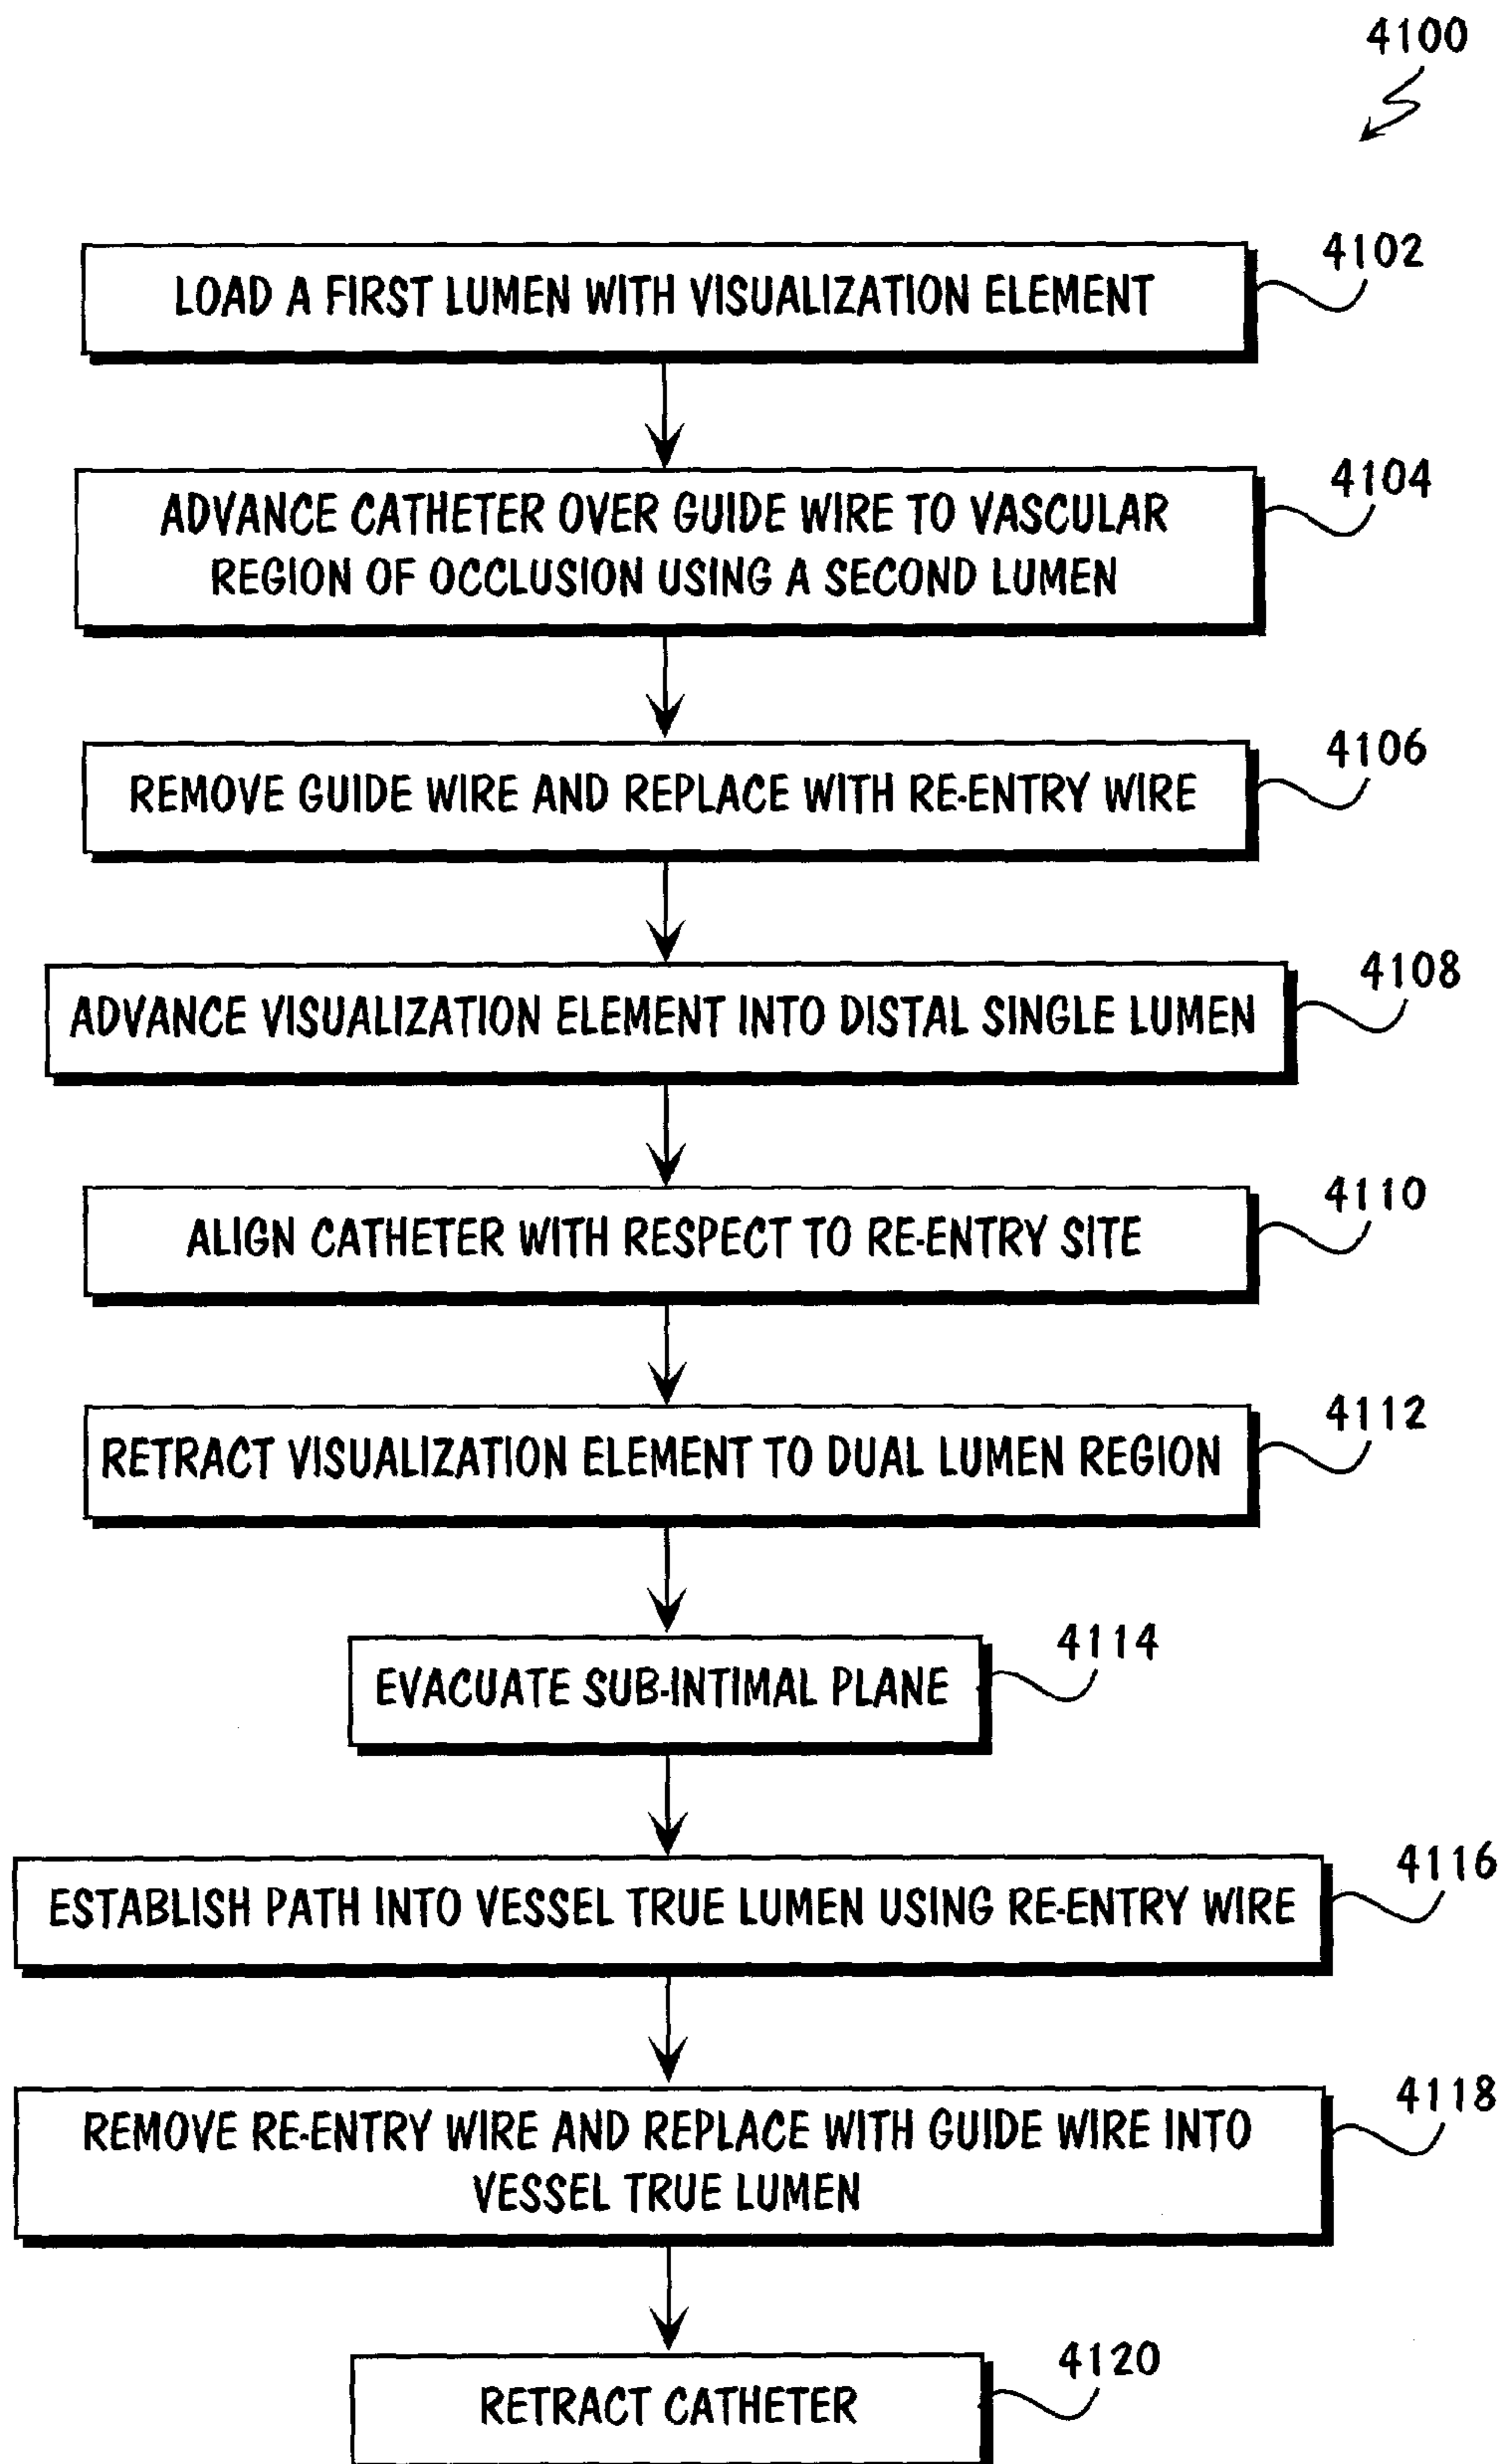 4100
LOAD A FIRST LUMEN WITH VISUALIZATION ELEMENT
4102
ADVANCE CATHETER OVER GUIDE WIRE TO VASCULAR
REGION OF OCCLUSION USING A SECOND LUMEN
4104
REMOVE GUIDE WIRE AND REPLACE WITH RE-ENTRY WIRE
4106
ADVANCE VISUALIZATION ELEMENT INTO DISTAL SINGLE LUMEN
4108
ALIGN CATHETER WITH RESPECT TO RE-ENTRY SITE
4110
RETRACT VISUALIZATION ELEMENT TO DUAL LUMEN REGION
4112
EVACUATE SUB-INTIMAL PLANE
4114
ESTABLISH PATH INTO VESSEL TRUE LUMEN USING RE-ENTRY WIRE
4116
REMOVE RE-ENTRY WIRE AND REPLACE WITH GUIDE WIRE INTO
VESSEL TRUE LUMEN
4118
RETRACT CATHETER
4120